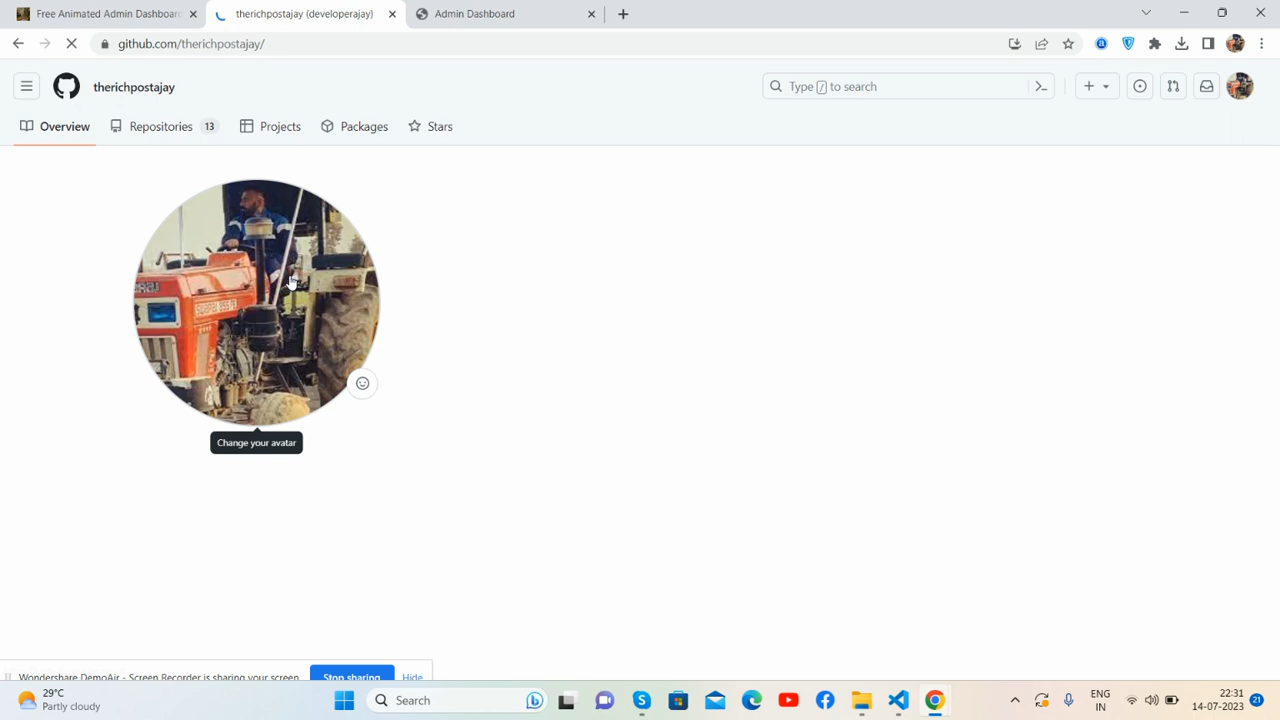 Free Animated Admin Dashboard
therichpostajay (developerajay)
Admin Dashboard
github.com/therichpostajay/
therichpostajay
Type / to search
Overview
Repositories 13
Projects
Packages
Stars
Change your avatar
Wondershare DemoAir - Screen Recorder is sharing your screen.
Stop sharing
Hide
29°C
Partly cloudy
Search
ENG
IN
22:31
14-07-2023
21